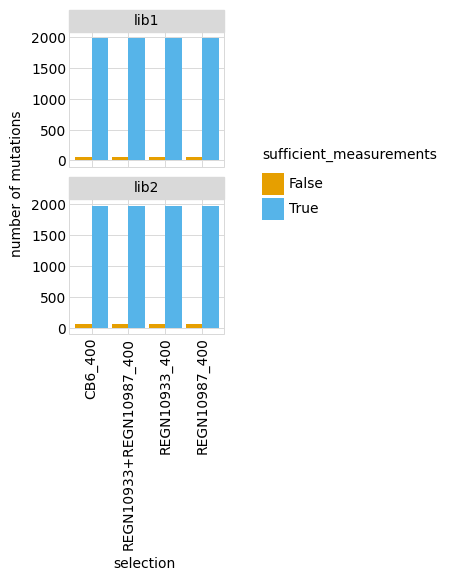 lib1
2000
1500
1000
500
0
lib2
2000
1500
1000
500
0
number of mutations
CB6_400
REGN10933+REGN10987_400
REGN10933_400
REGN10987_400
selection
sufficient_measurements
False
True